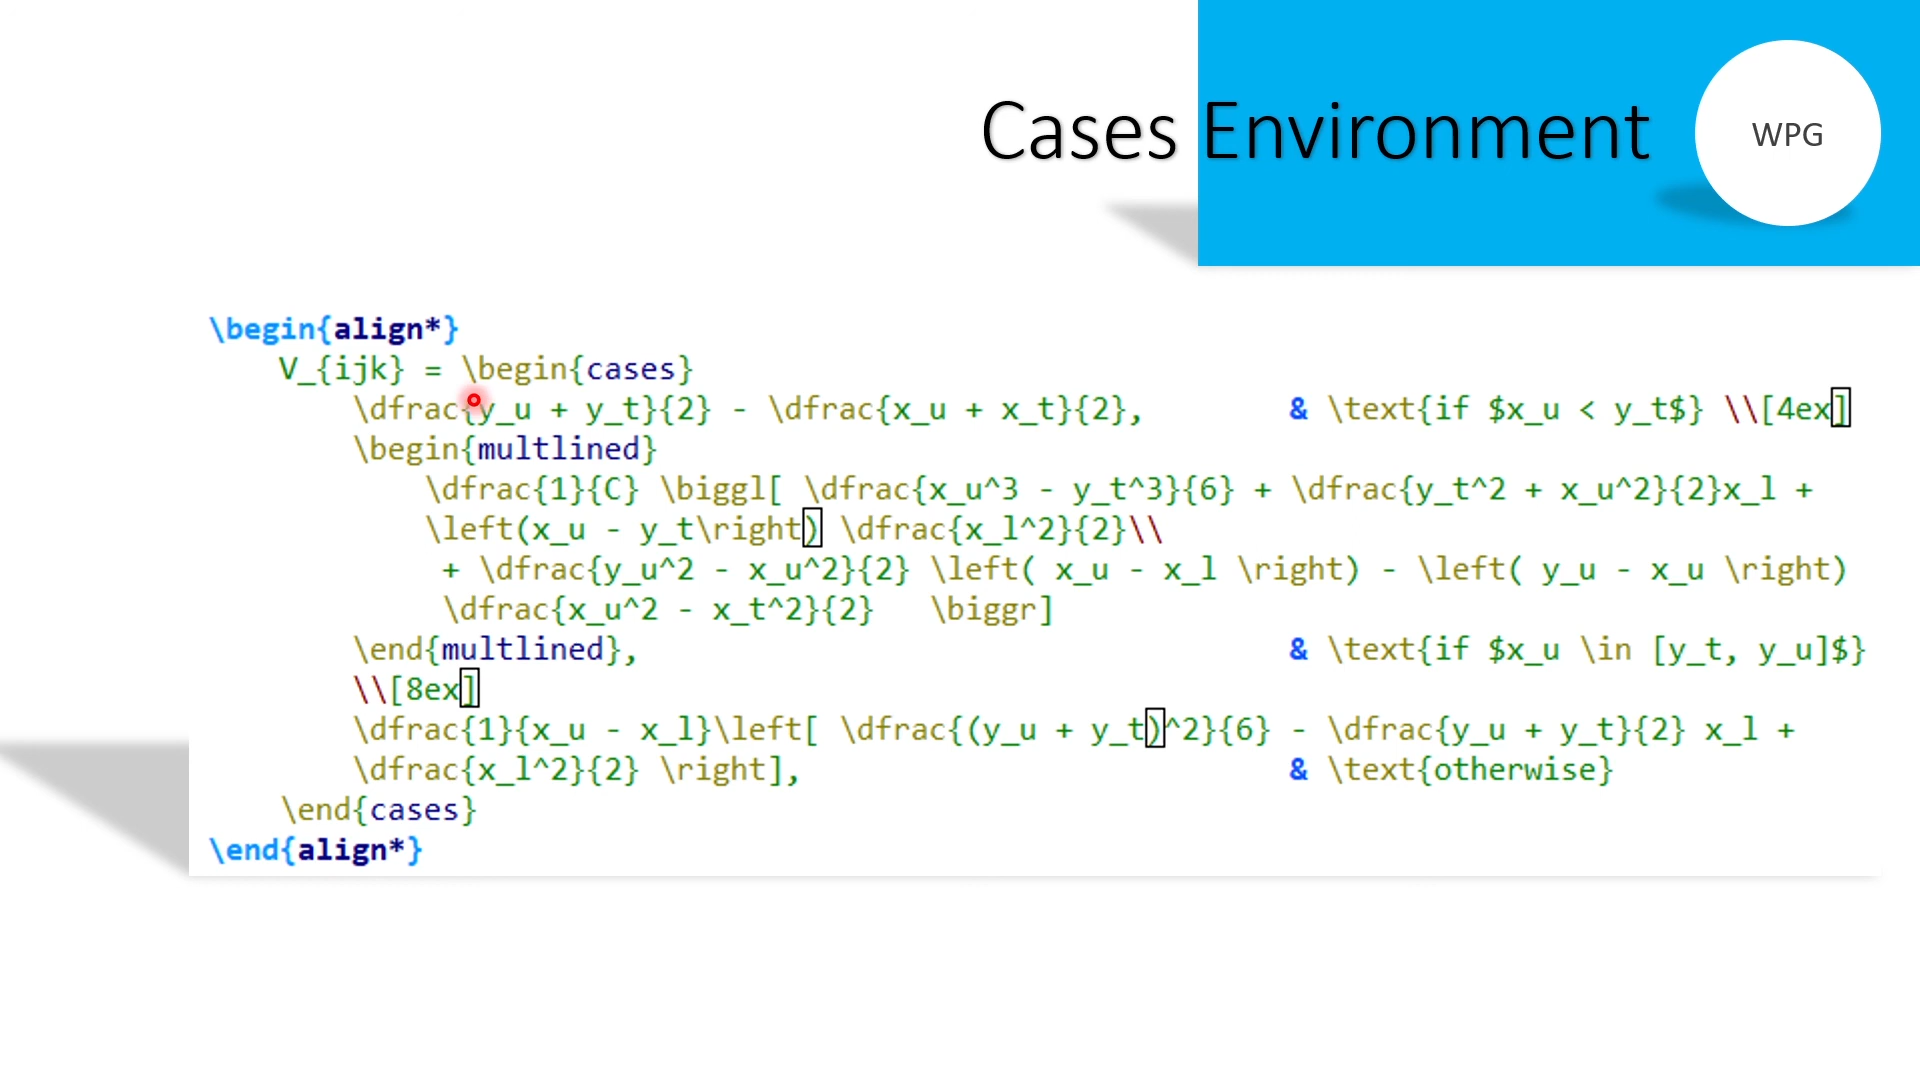 Cases Environment
WPG
\begin{align*}
V_{ijk} = \begin{cases}
\dfrac{y_u + y_t}{2} - \dfrac{x_u + x_t}{2}, & \text{if $x_u < y_t$} \\[4ex]
\begin{multlined}
\dfrac{1}{C} \biggl[ \dfrac{x_u^3 - y_t^3}{6} + \dfrac{y_t^2 + x_u^2}{2}x_l +
\left(x_u - y_t\right) \dfrac{x_l^2}{2}\\
+ \dfrac{y_u^2 - x_u^2}{2} \left( x_u - x_l \right) - \left( y_u - x_u \right)
\dfrac{x_u^2 - x_t^2}{2} \biggr]
\end{multlined}, & \text{if $x_u \in [y_t, y_u]$}
\\[8ex]
\dfrac{1}{x_u - x_l}\left[ \dfrac{(y_u + y_t)^2}{6} - \dfrac{y_u + y_t}{2} x_l +
\dfrac{x_l^2}{2} \right], & \text{otherwise}
\end{cases}
\end{align*}